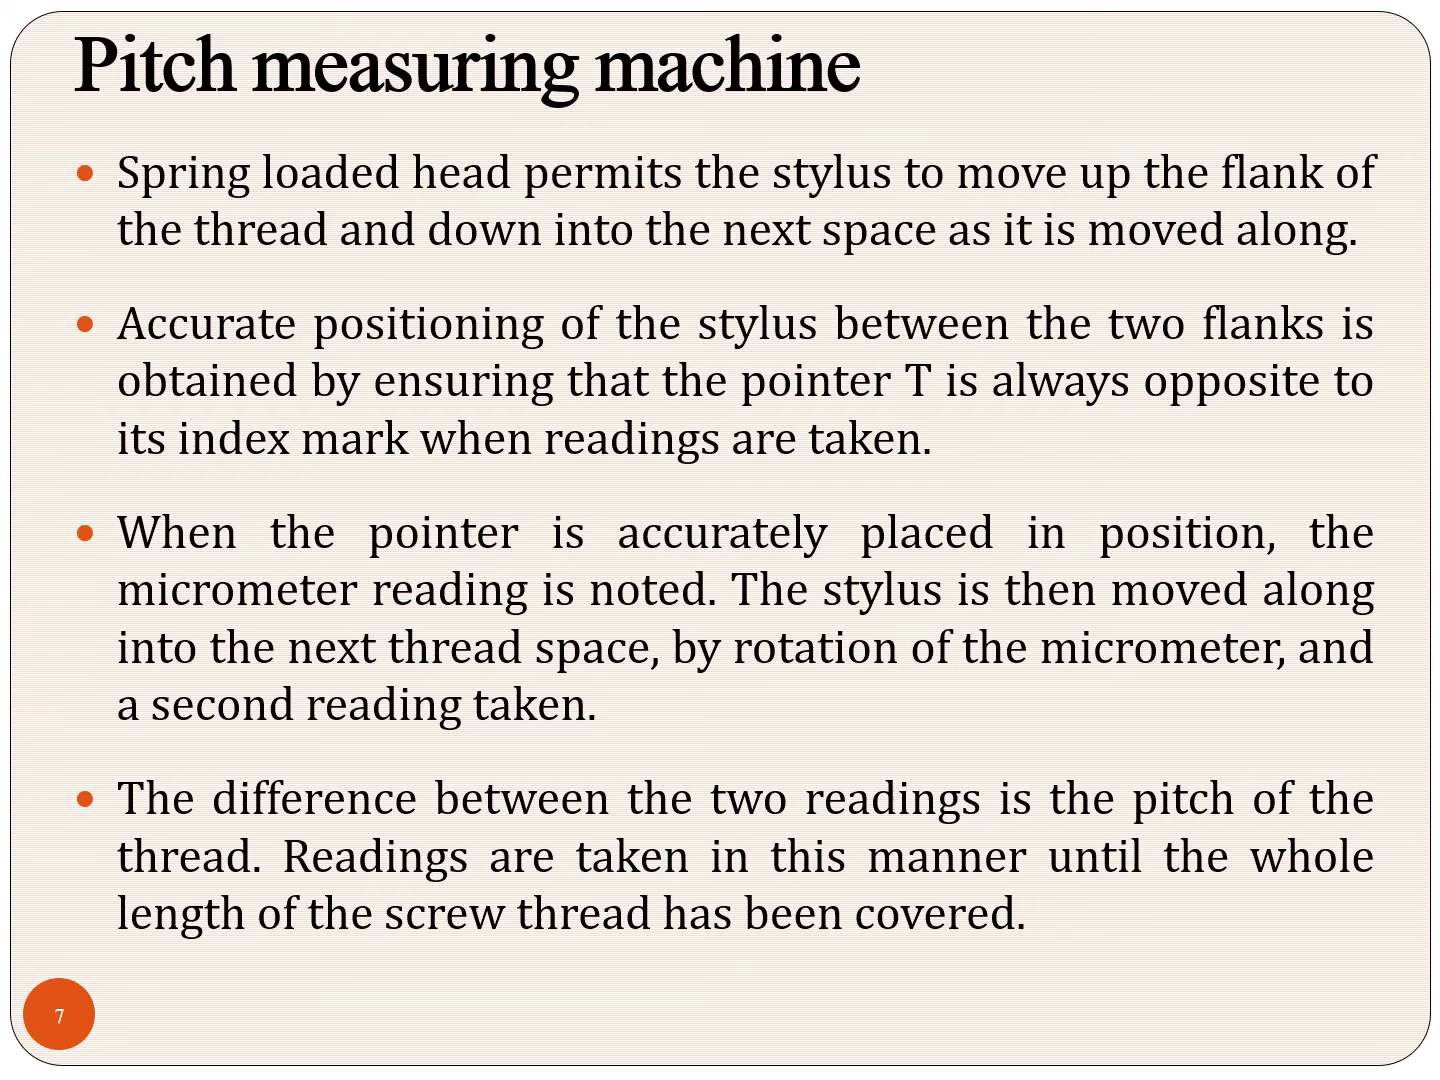 Pitch measuring machine
• Spring loaded head permits the stylus to move up the flank of
the thread and down into the next space as it is moved along.
• Accurate positioning of the stylus between the two flanks is
obtained by ensuring that the pointer T is always opposite to
its index mark when readings are taken.
• When the pointer is accurately placed in position, the
micrometer reading is noted. The stylus is then moved along
into the next thread space, by rotation of the micrometer, and
a second reading taken.
• The difference between the two readings is the pitch of the
thread. Readings are taken in this manner until the whole
length of the screw thread has been covered.
7